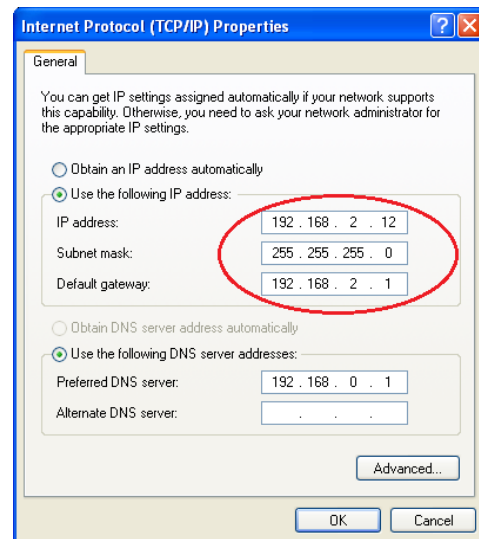 Internet Protocol (TCP/IP) Properties
General
You can get IP settings assigned automatically if your network supports
this capability. Otherwise, you need to ask your network administrator for
the appropriate IP settings.
Obtain an IP address automatically
Use the following IP address:
IP address: 192 . 168 . 2 . 12
Subnet mask: 255 . 255 . 255 . 0
Default gateway: 192 . 168 . 2 . 1
Obtain DNS server address automatically
Use the following DNS server addresses:
Preferred DNS server: 192 . 168 . 0 . 1
Alternate DNS server: . . .
Advanced...
OK Cancel